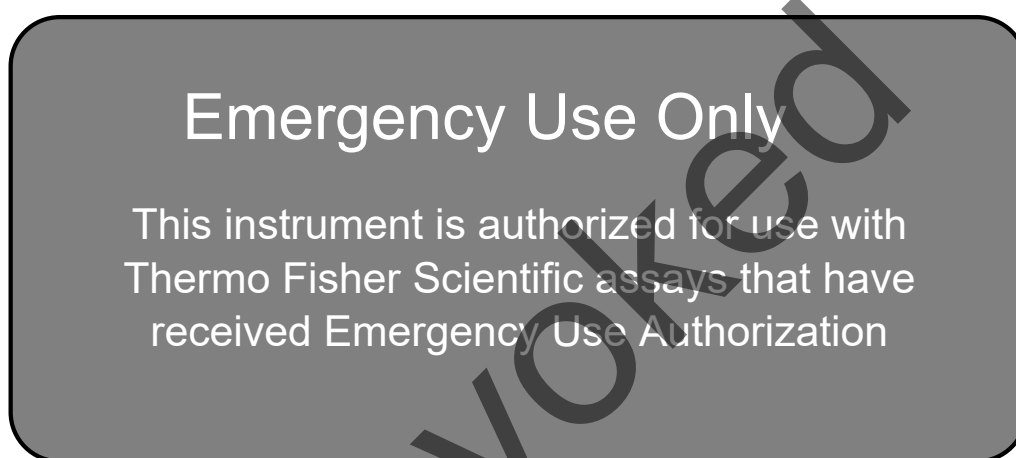 Emergency Use Only
This instrument is authorized for use with
Thermo Fisher Scientific assays that have
received Emergency Use Authorization
voked